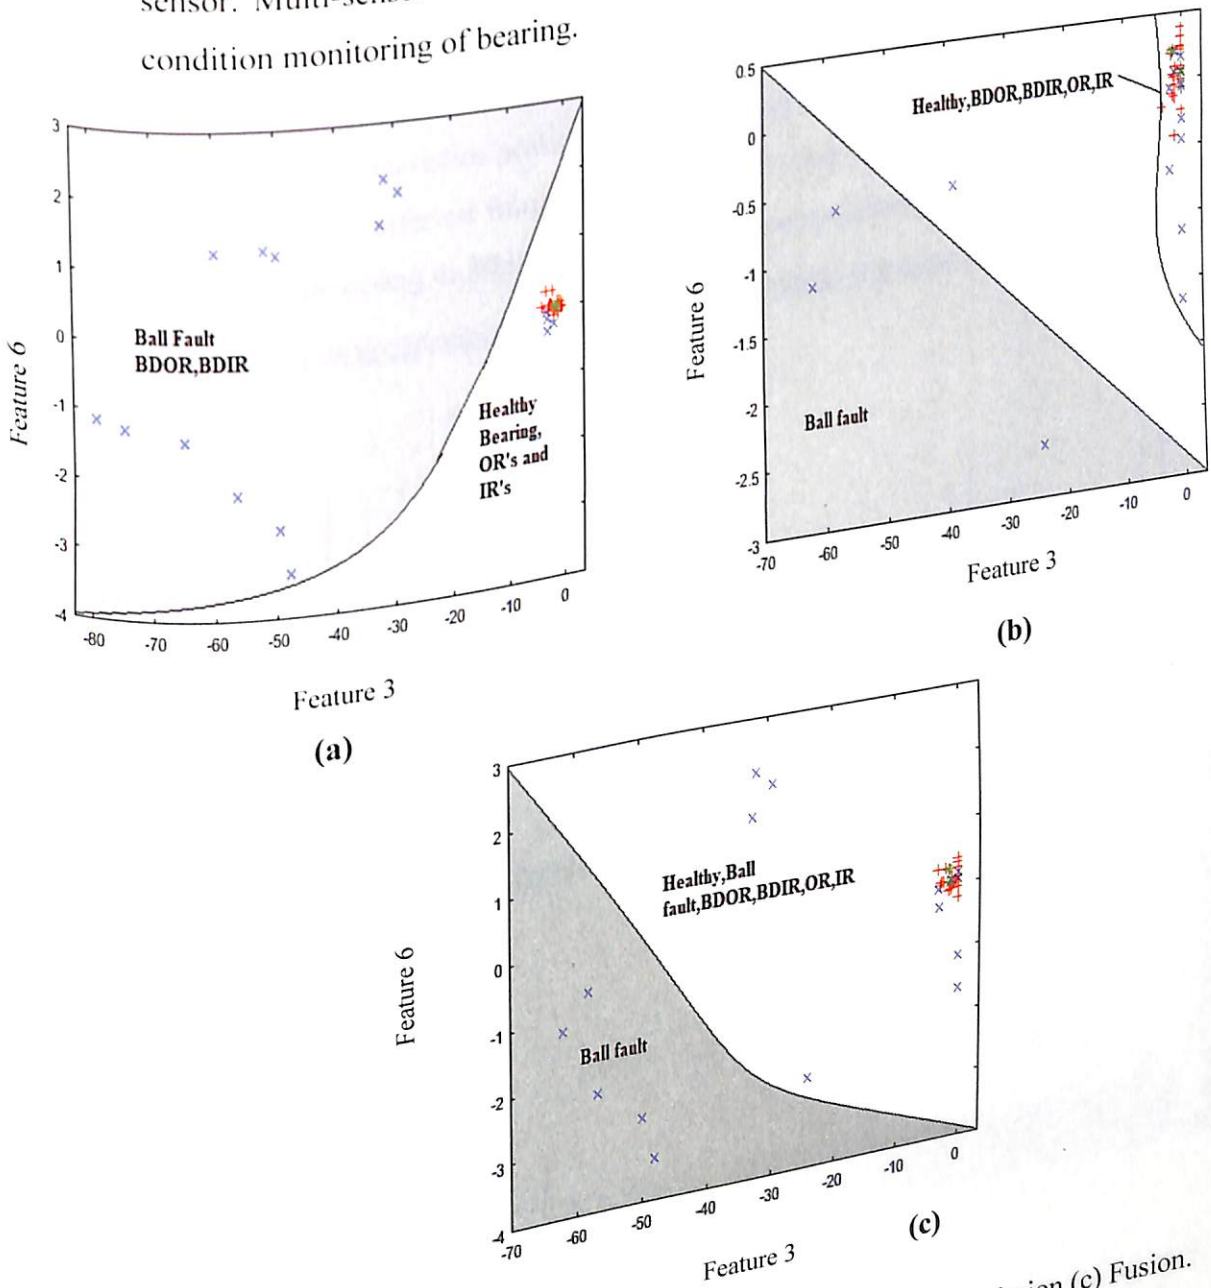 condition monitoring of bearing.
3
2
1
0
-1
-2
-3
-4
Feature 6
Ball Fault
BDOR,BDIR
Healthy
Bearing,
OR's and
IR's
-80 -70 -60 -50 -40 -30 -20 -10 0
Feature 3
(a)
0.5
0
-0.5
-1
-1.5
-2
-2.5
-3
Feature 6
Healthy,BDOR,BDIR,OR,IR
Ball fault
-70 -60 -50 -40 -30 -20 -10 0
Feature 3
(b)
3
2
1
0
-1
-2
-3
-4
Feature 6
Healthy,Ball
fault,BDOR,BDIR,OR,IR
Ball fault
-70 -60 -50 -40 -30 -20 -10 0
Feature 3
(c)
(c) Fusion.